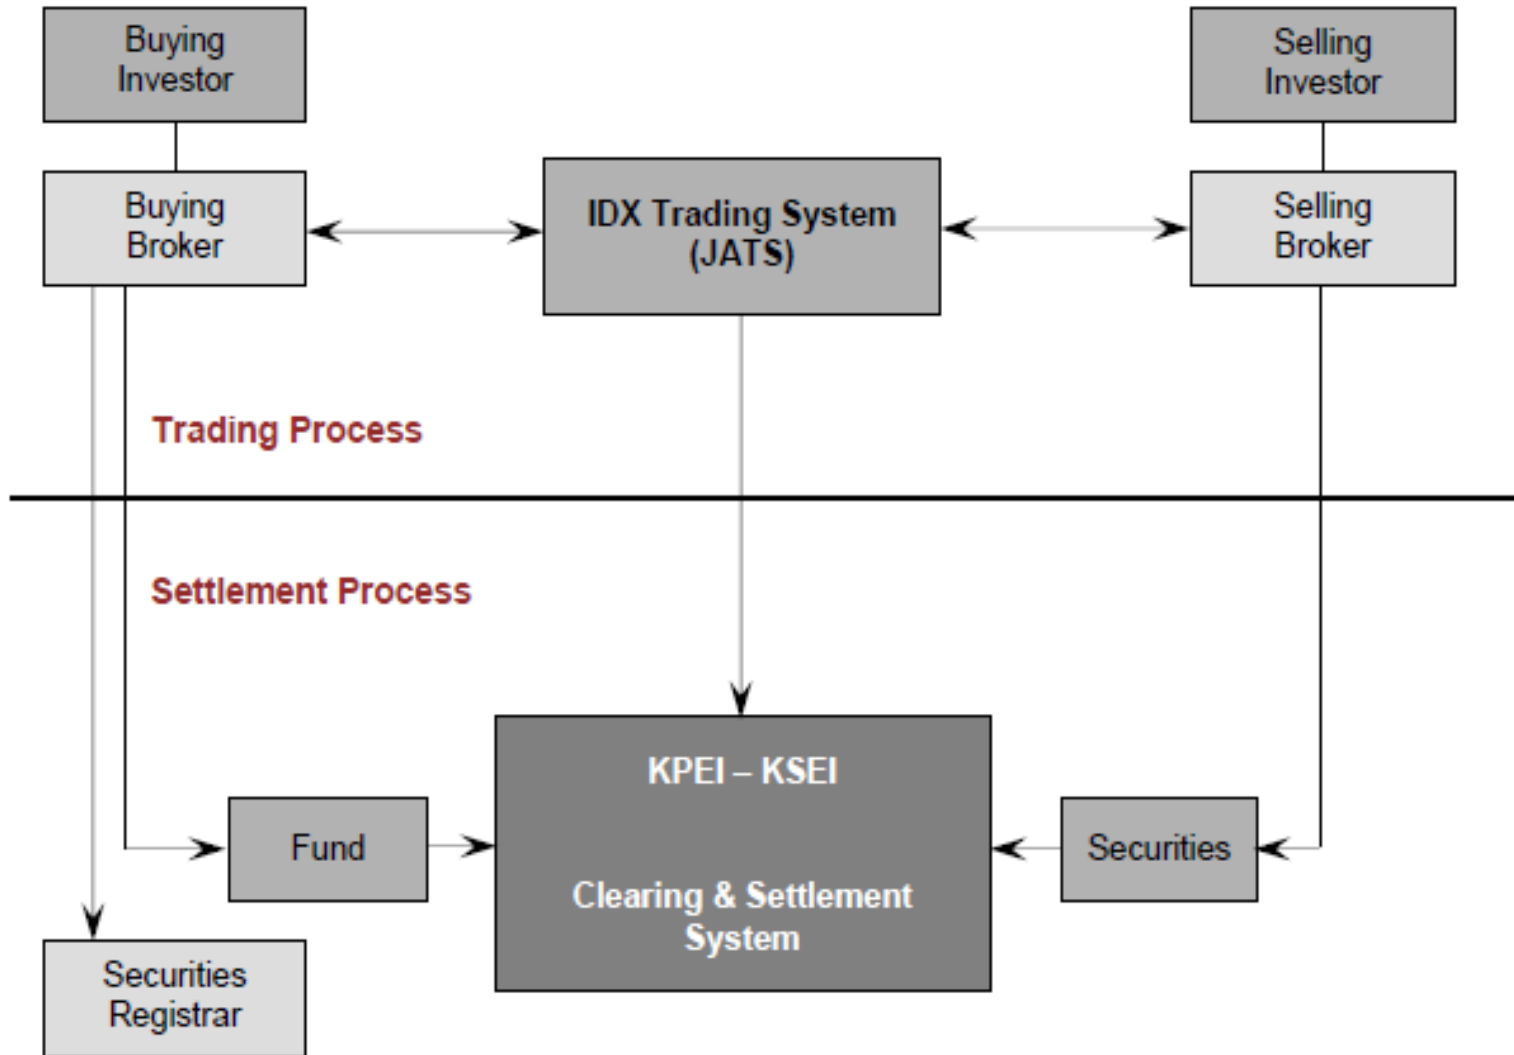 Buying
Investor
Selling
Investor
Buying
Broker
IDX Trading System
(JATS)
Selling
Broker
Trading Process
Settlement Process
KPEI – KSEI
Fund
Securities
Clearing & Settlement
System
Securities
Registrar